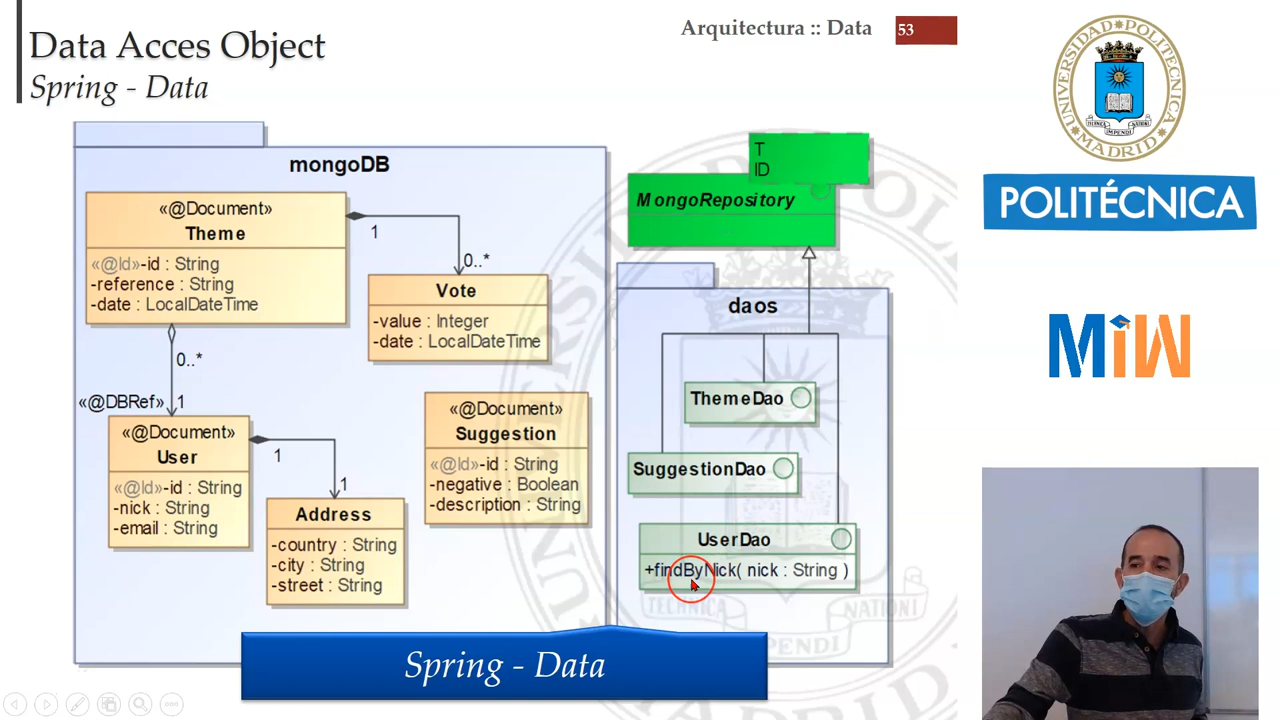 Data Acces Object
Spring - Data
Arquitectura :: Data
53
mongoDB
«@Document»
Theme
«@Id»-id : String
-reference : String
-date : LocalDateTime
1
0..*
Vote
-value : Integer
-date : LocalDateTime
0..*
«@DBRef»
1
«@Document»
User
«@Id»-id : String
-nick : String
-email : String
1
1
Address
-country : String
-city : String
-street : String
«@Document»
Suggestion
«@Id»-id : String
-negative : Boolean
-description : String
T
ID
MongoRepository
daos
ThemeDao
SuggestionDao
UserDao
+findByNick( nick : String )
Spring - Data
UNIVERSIDAD POLITECNICA
MADRID
POLITÉCNICA
MiW